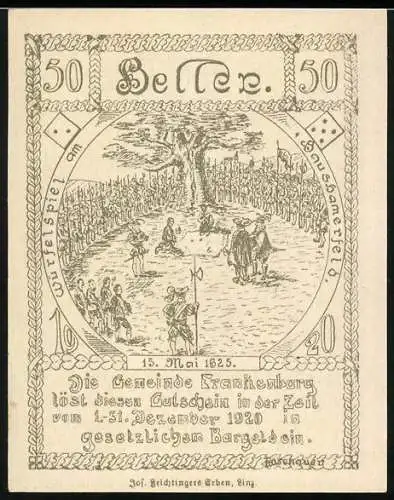 50 Heller. 50
Würfelspiel am Haushamerfeld.
19 20
15. Mai 1625.
Die Gemeinde Frankenburg
löst diesen Gutschein in der Zeit
vom 1.-31. Dezember 1920 in
gesetzlichem Bargeld ein.
Jos. Feichtingers Erben, Linz.